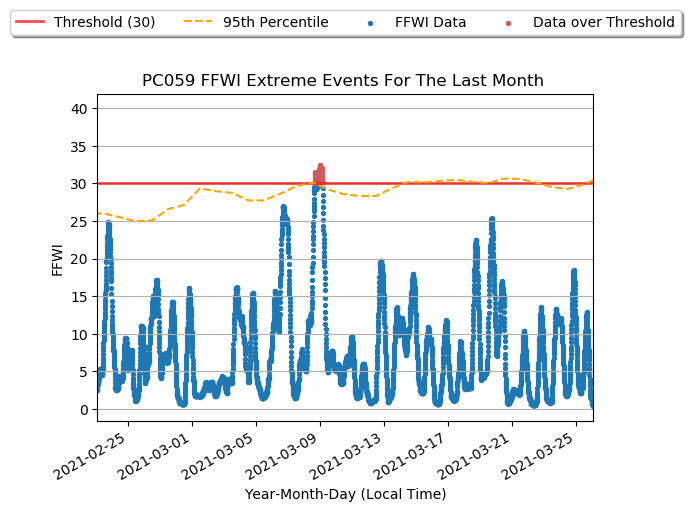 Threshold (30) 95th Percentile FFWI Data Data over Threshold
PC059 FFWI Extreme Events For The Last Month
40
35
30
25
20
15
10
5
0
FFWI
2021-02-25 2021-03-01 2021-03-05 2021-03-09 2021-03-13 2021-03-17 2021-03-21 2021-03-25
Year-Month-Day (Local Time)